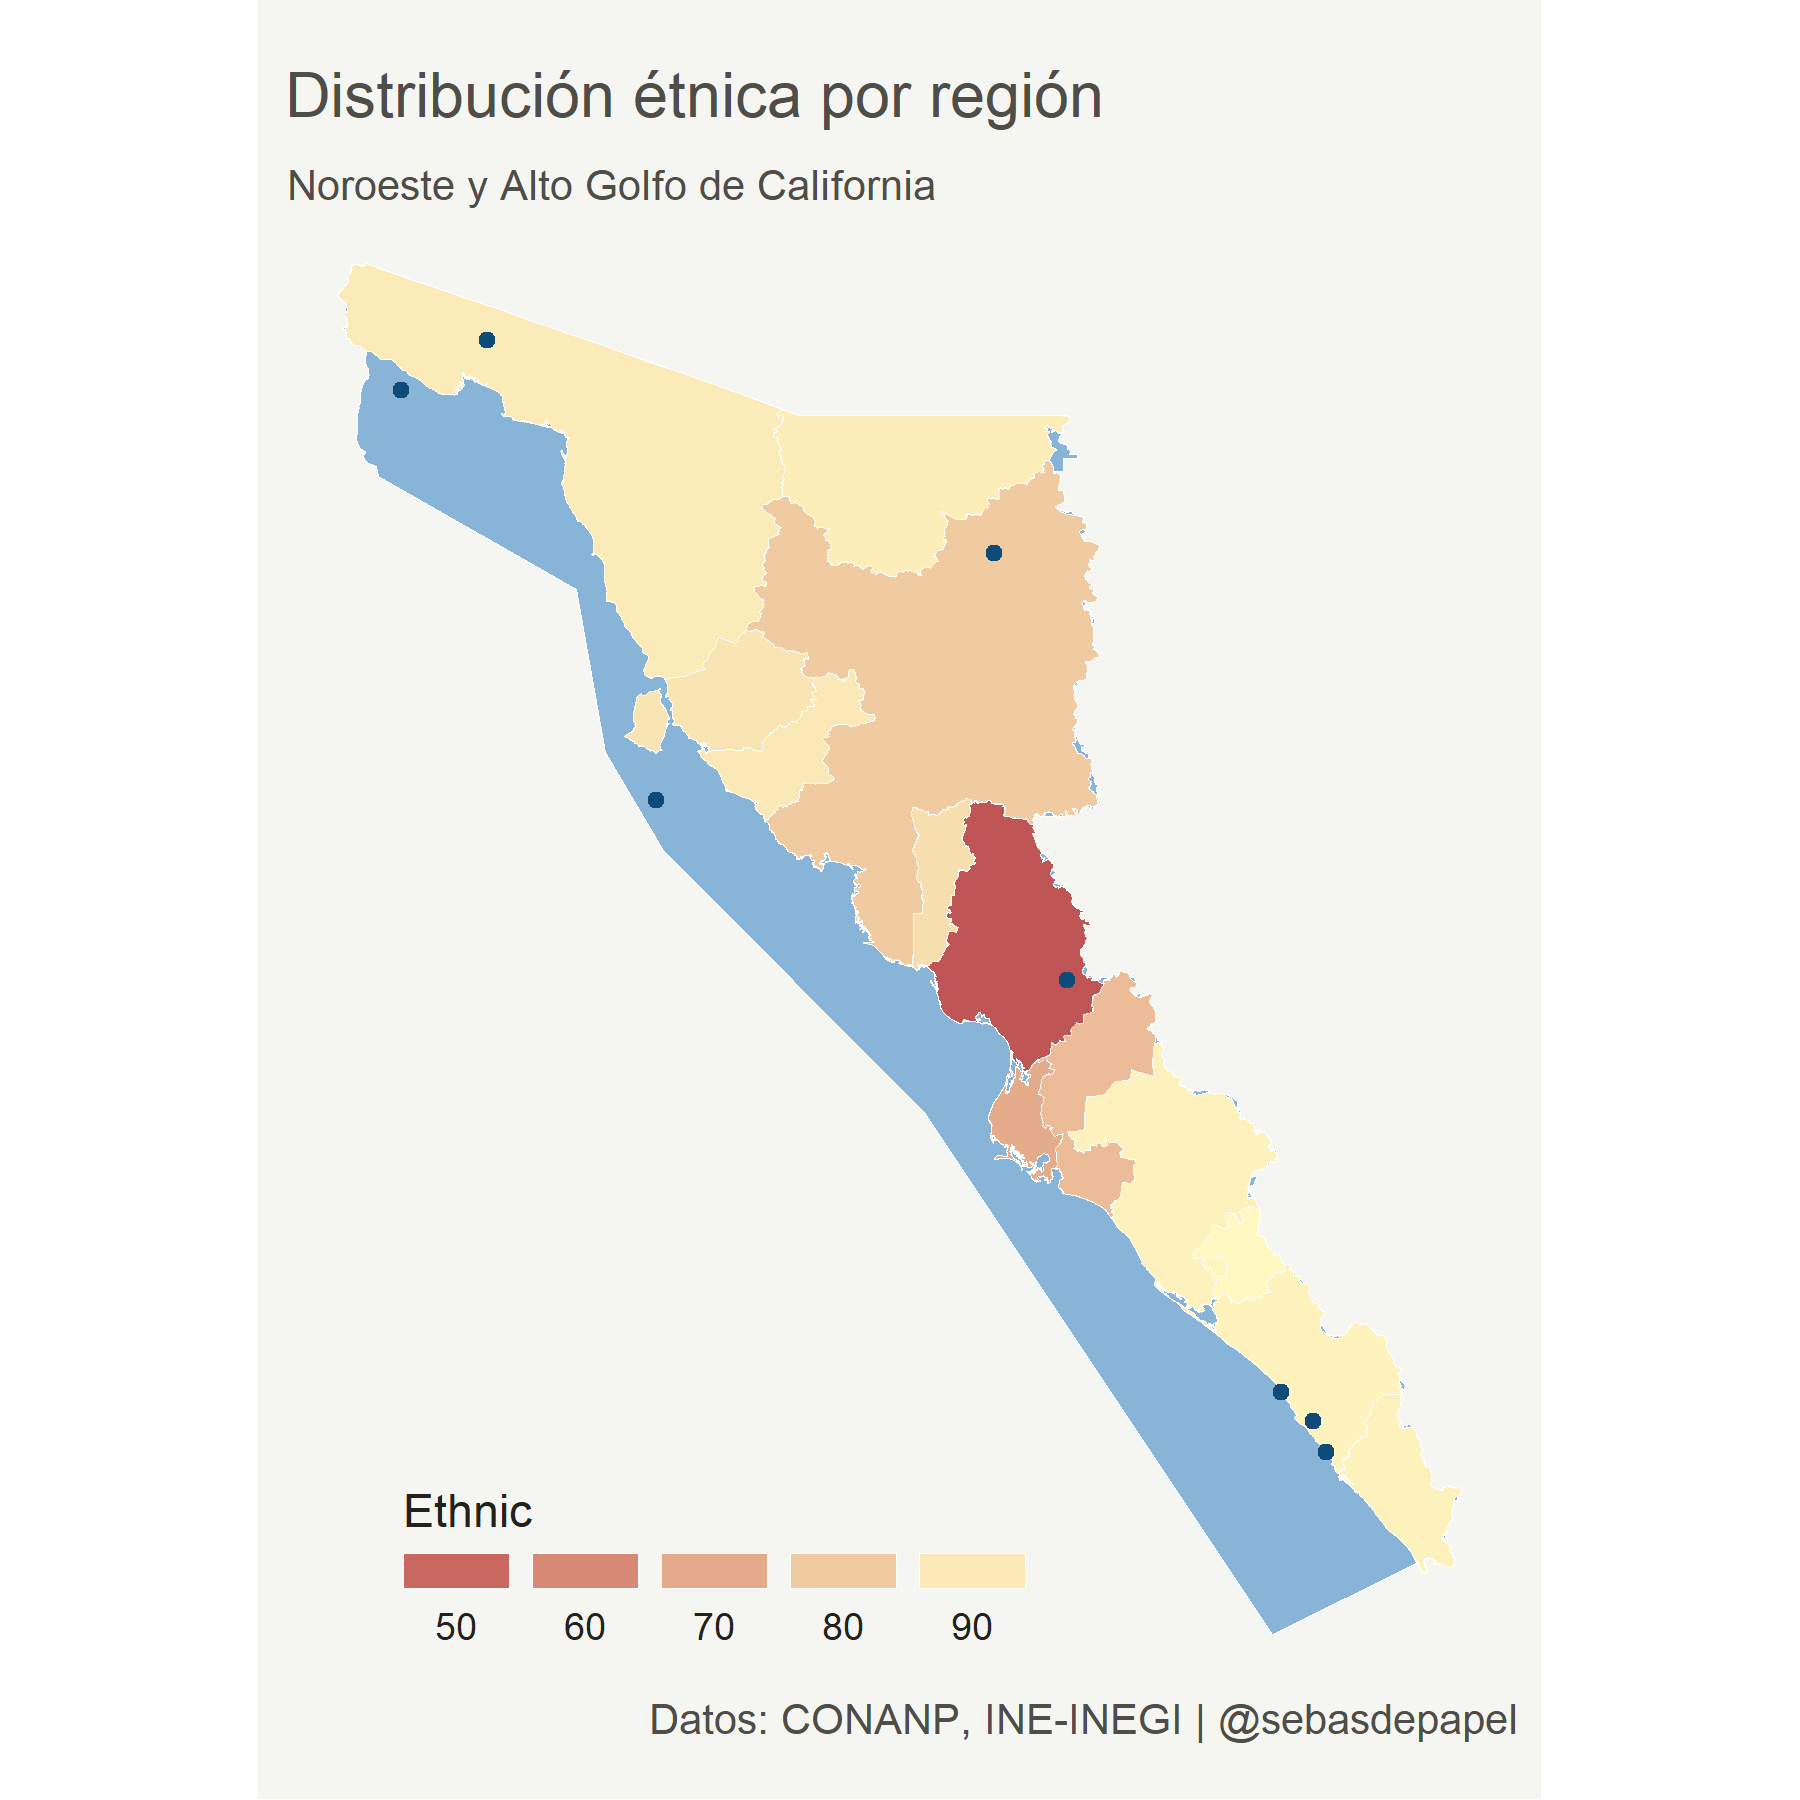 Distribución étnica por región
Noroeste y Alto Golfo de California
Ethnic
50 60 70 80 90
Datos: CONANP, INE-INEGI | @sebasdepapel